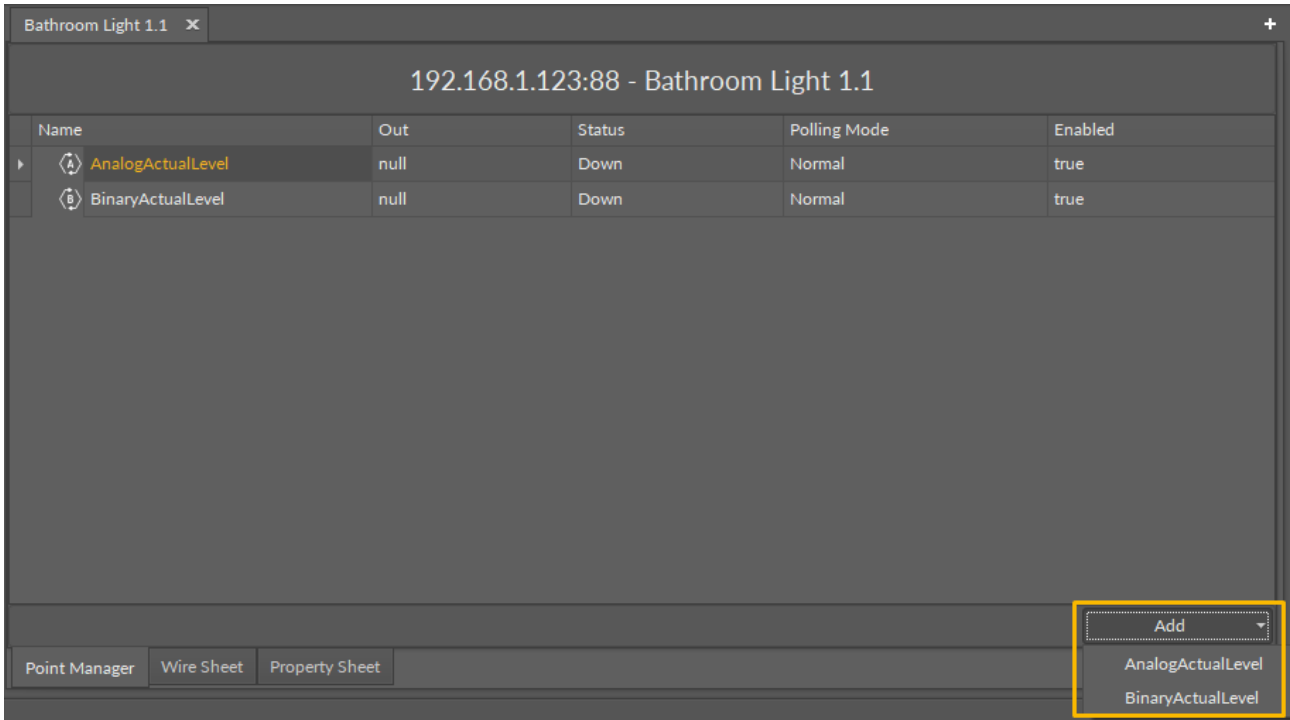 Bathroom Light 1.1
192.168.1.123:88 - Bathroom Light 1.1
Name Out Status Polling Mode Enabled
A AnalogActualLevel null Down Normal true
B BinaryActualLevel null Down Normal true
Add
Point Manager Wire Sheet Property Sheet
AnalogActualLevel
BinaryActualLevel